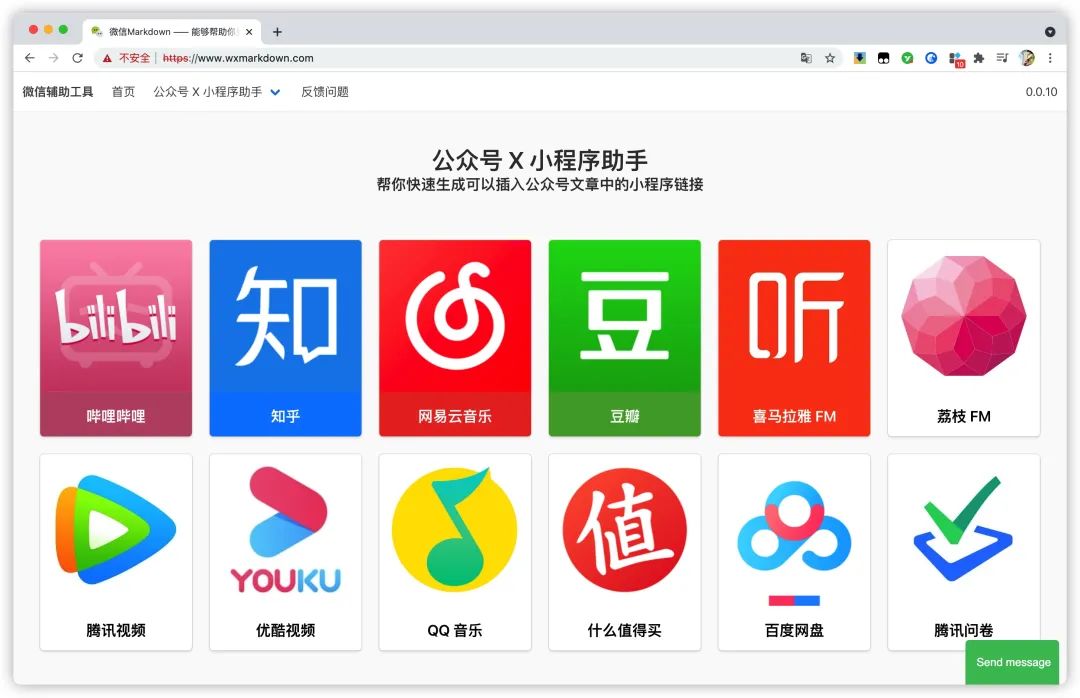 微信Markdown —— 能够帮助你
不安全 https://www.wxmarkdown.com
10
微信辅助工具 首页 公众号 X 小程序助手 反馈问题 0.0.10
公众号 X 小程序助手
帮你快速生成可以插入公众号文章中的小程序链接
bilibili 知 豆 听
哔哩哔哩 知乎 网易云音乐 豆瓣 喜马拉雅 FM 荔枝 FM
YOUKU 值
腾讯视频 优酷视频 QQ 音乐 什么值得买 百度网盘 腾讯问卷
Send message